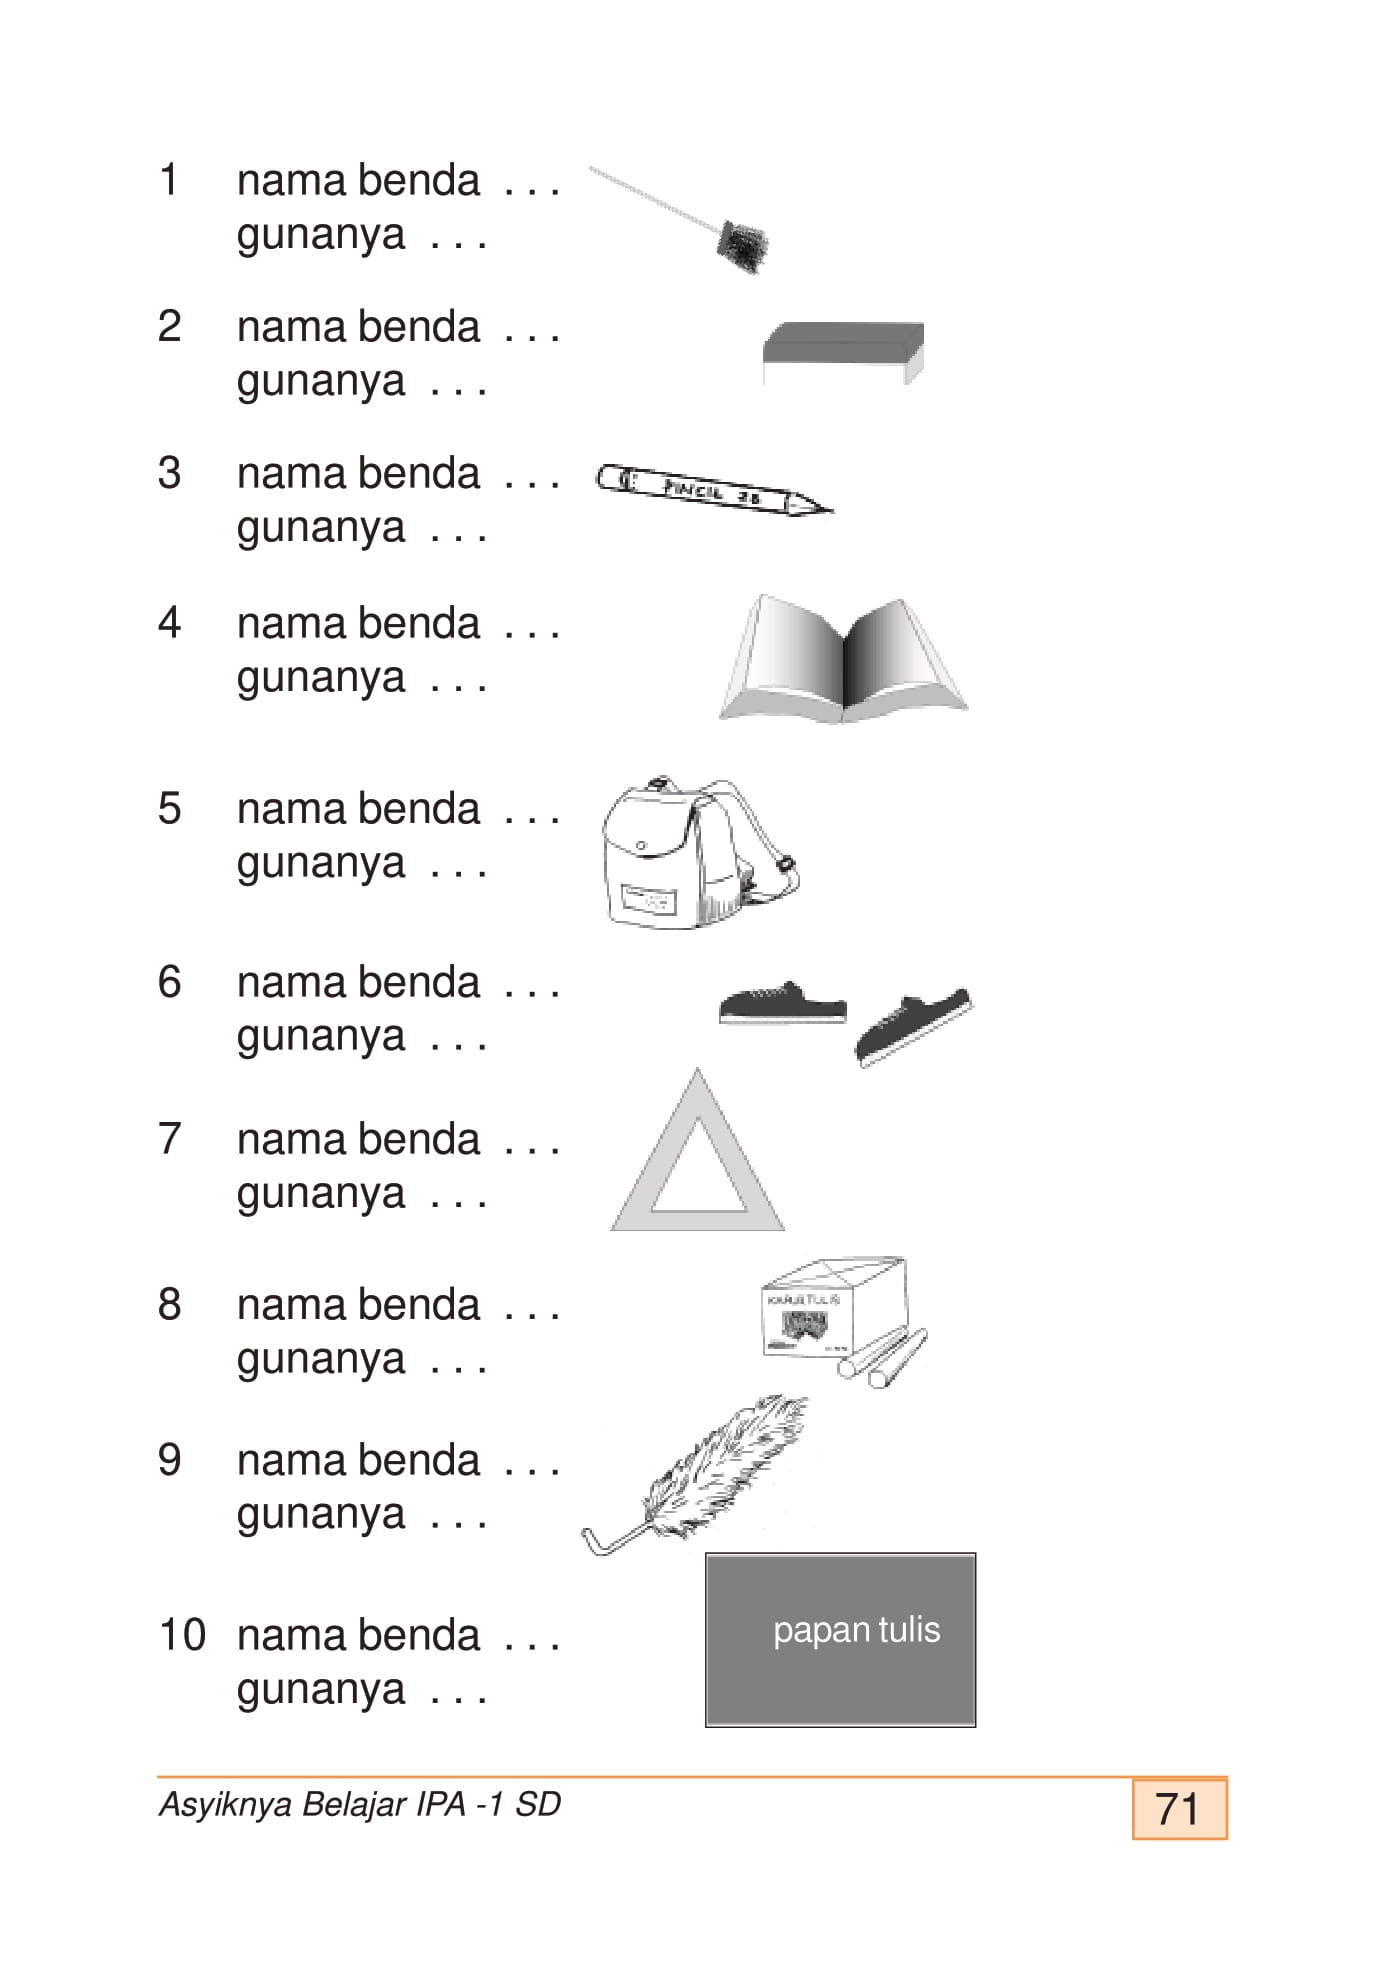 1 nama benda . . .
gunanya . . .
2 nama benda . . .
gunanya . . .
3 nama benda . . .
PINCIL 2B
gunanya . . .
4 nama benda . . .
gunanya . . .
5 nama benda . . .
gunanya . . .
6 nama benda . . .
gunanya . . .
7 nama benda . . .
gunanya . . .
8 nama benda . . .
KAPUR TULIS
gunanya . . .
9 nama benda . . .
gunanya . . .
papan tulis
10 nama benda . . .
gunanya . . .
Asyiknya Belajar IPA -1 SD
71